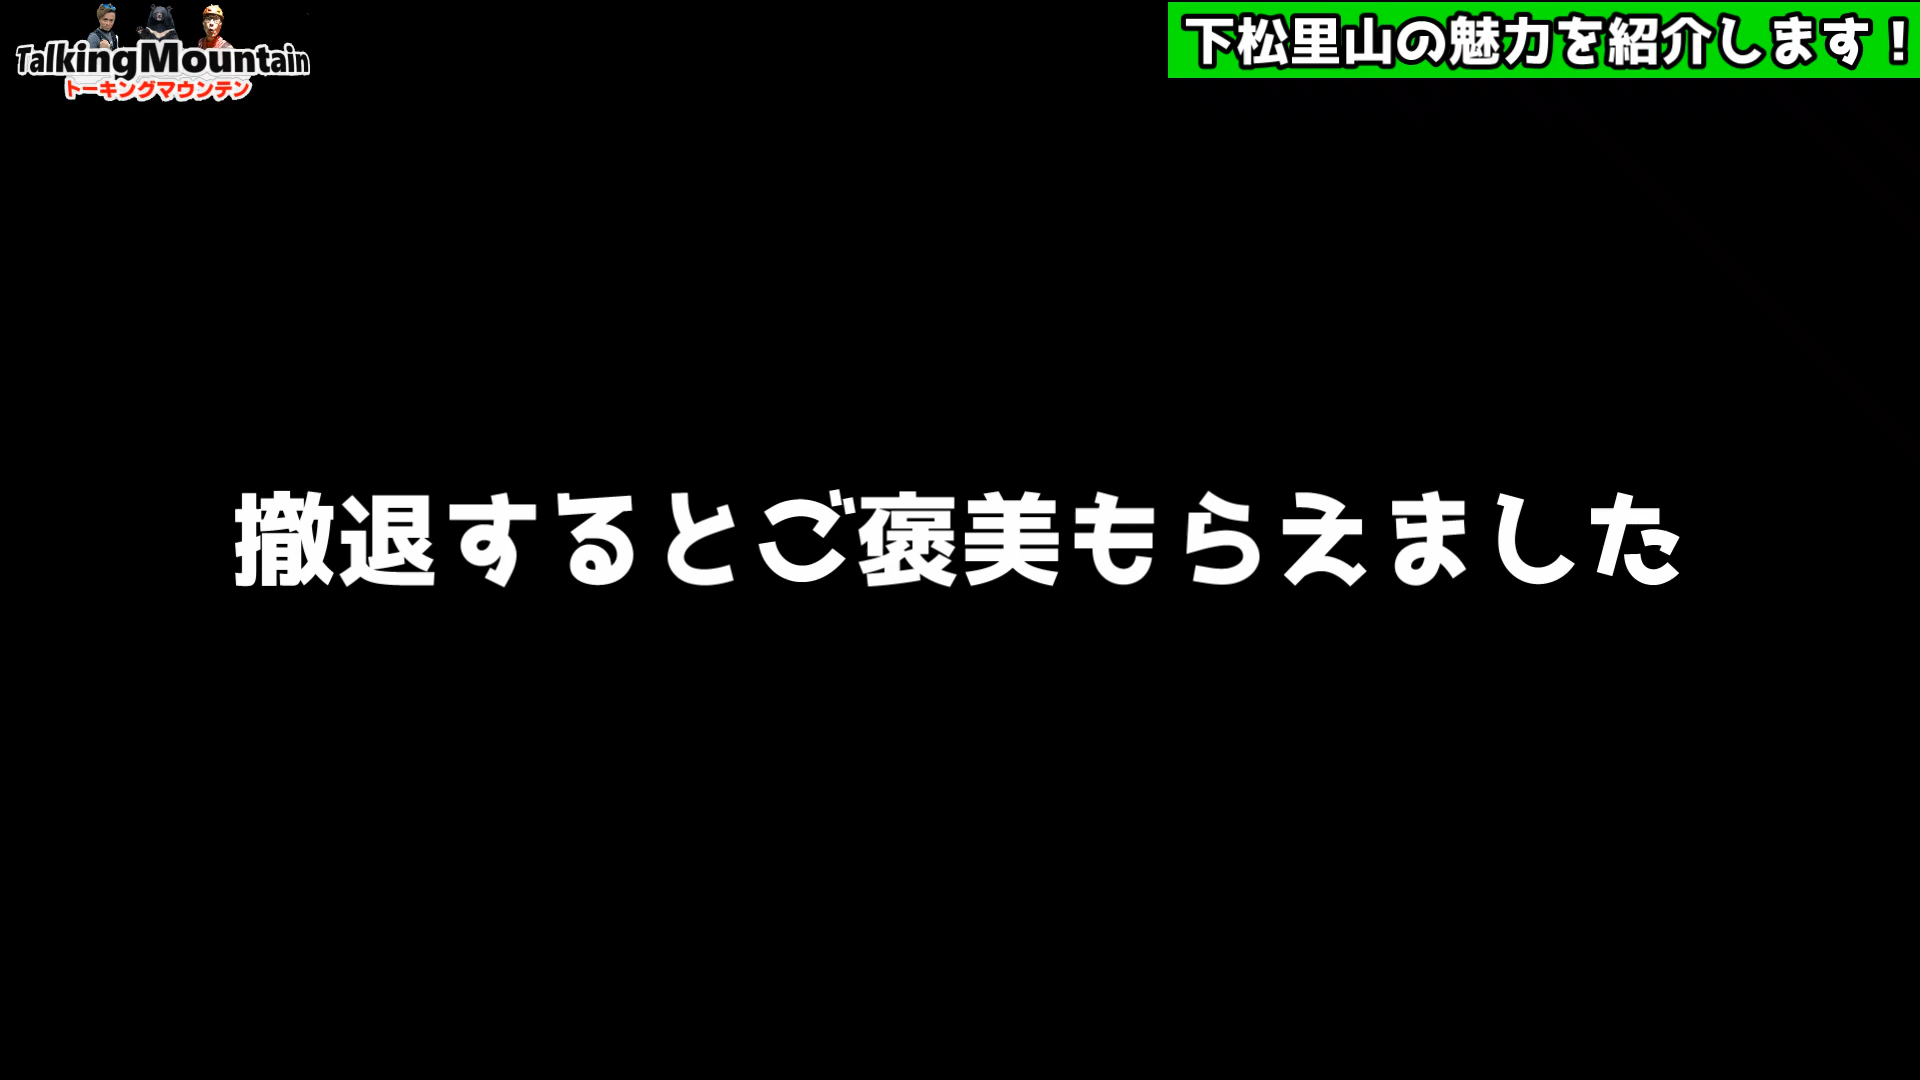 TalkingMountain
トーキングマウンテン
下松里山の魅力を紹介します！
撤退するとご褒美もらえました